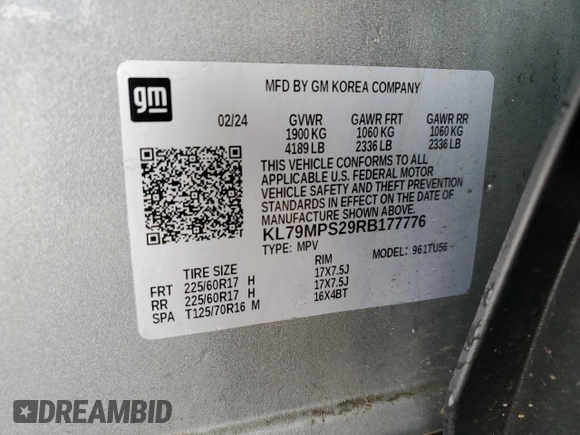 gm
MFD BY GM KOREA COMPANY
02/24 GVWR GAWR FRT GAWR RR
1900 KG 1060 KG 1060 KG
4189 LB 2336 LB 2336 LB
THIS VEHICLE CONFORMS TO ALL
APPLICABLE U.S. FEDERAL MOTOR
VEHICLE SAFETY AND THEFT PREVENTION
STANDARDS IN EFFECT ON THE DATE OF
MANUFACTURE SHOWN ABOVE.
KL79MPS29RB177776
TYPE: MPV MODEL: 961TU56
TIRE SIZE RIM
FRT 225/60R17 H 17X7.5J
RR 225/60R17 H 17X7.5J
SPA T125/70R16 M 16X4BT
DREAMBID